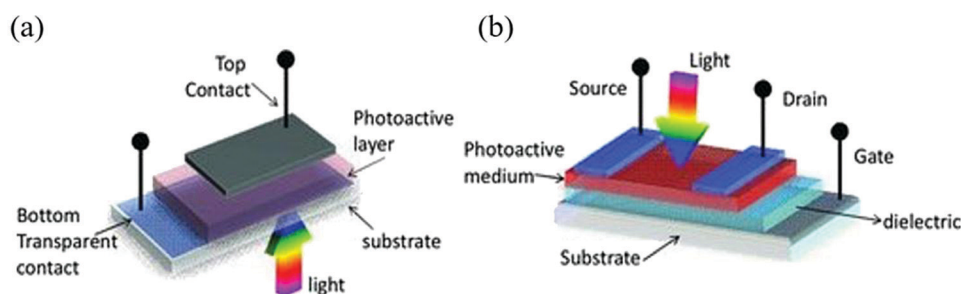 (a)
Top
Contact
Photoactive
layer
Bottom
Transparent
contact
substrate
light
(b)
Light
Source
Drain
Photoactive
medium
Gate
dielectric
Substrate